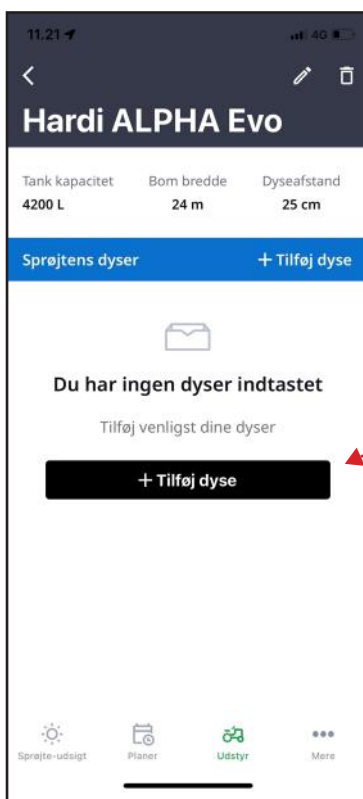 11.21 4G
Hardi ALPHA Evo
Tank kapacitet Bom bredde Dyseafstand
4200 L 24 m 25 cm
Sprøjtens dyser + Tilføj dyse
Du har ingen dyser indtastet
Tilføj venligst dine dyser
+ Tilføj dyse
Sprøjte-udsigt Planer Udstyr Mere